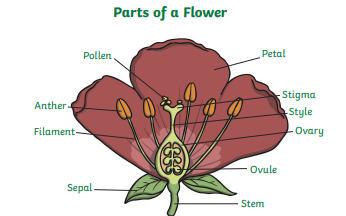 Parts of a Flower
Pollen
Petal
Stigma
Anther
Style
Filament
Ovary
Ovule
Sepal
Stem